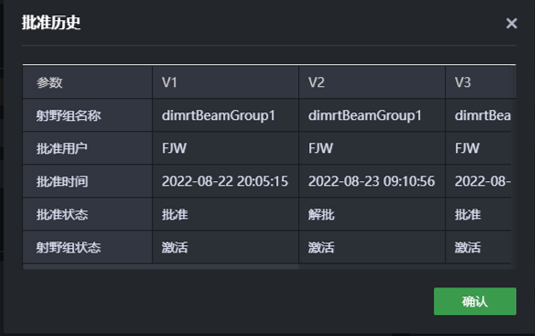 批准历史
参数 V1 V2 V3
射野组名称 dimrtBeamGroup1 dimrtBeamGroup1 dimrtBea
批准用户 FJW FJW FJW
批准时间 2022-08-22 20:05:15 2022-08-23 09:10:56 2022-08-
批准状态 批准 解批 批准
射野组状态 激活 激活 激活
确认